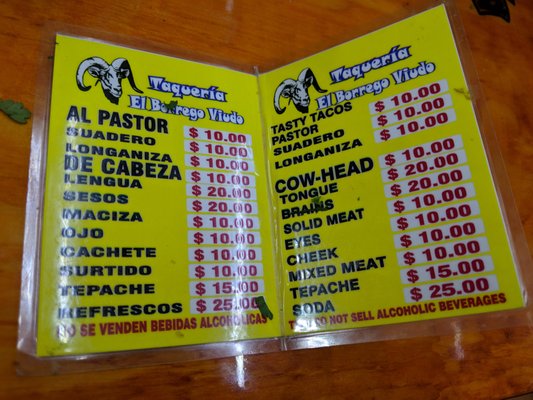 Taquería
El Borrego Viudo
AL PASTOR $ 10.00
SUADERO $ 10.00
LONGANIZA $ 10.00
DE CABEZA $ 10.00
LENGUA $ 20.00
SESOS $ 20.00
MACIZA $ 10.00
OJO $ 10.00
CACHETE $ 10.00
SURTIDO $ 10.00
TEPACHE $ 15.00
REFRESCOS $ 25.00
NO SE VENDEN BEBIDAS ALCOHOLICAS
Taquería
El Borrego Viudo
TASTY TACOS
PASTOR $ 10.00
SUADERO $ 10.00
LONGANIZA $ 10.00
COW-HEAD $ 10.00
TONGUE $ 20.00
BRAINS $ 20.00
SOLID MEAT $ 10.00
EYES $ 10.00
CHEEK $ 10.00
MIXED MEAT $ 10.00
TEPACHE $ 15.00
SODA $ 25.00
DO NOT SELL ALCOHOLIC BEVERAGES